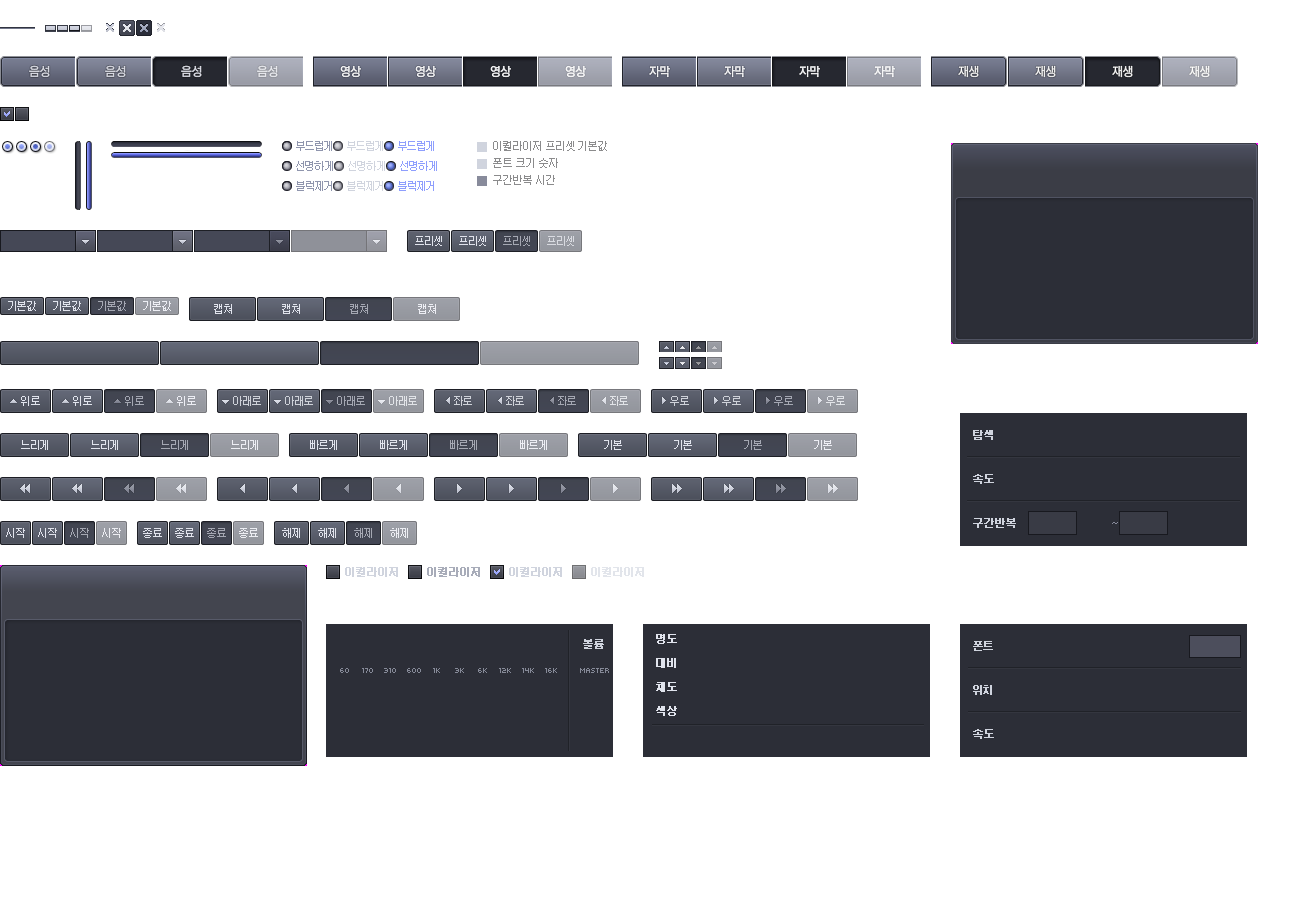 음성 음성 음성 음성 영상 영상 영상 영상 자막 자막 자막 자막 재생 재생 재생 재생
부드럽게 부드럽게 부드럽게 이퀄라이저 프리셋 기본값
선명하게 선명하게 선명하게 폰트 크기 숫자
블럭제거 블럭제거 블럭제거 구간반복 시간
프리셋 프리셋 프리셋 프리셋
기본값 기본값 기본값 기본값 캡쳐 캡쳐 캡쳐 캡쳐
위로 위로 위로 위로 아래로 아래로 아래로 아래로 좌로 좌로 좌로 좌로 우로 우로 우로 우로
느리게 느리게 느리게 느리게 빠르게 빠르게 빠르게 빠르게 기본 기본 기본 기본
탐색
속도
구간반복 ~
시작 시작 시작 시작 종료 종료 종료 종료 해제 해제 해제 해제
이퀄라이저 이퀄라이저 이퀄라이저 이퀄라이저
볼륨
60 170 310 600 1K 3K 6K 12K 14K 16K MASTER
명도
대비
채도
색상
폰트
위치
속도